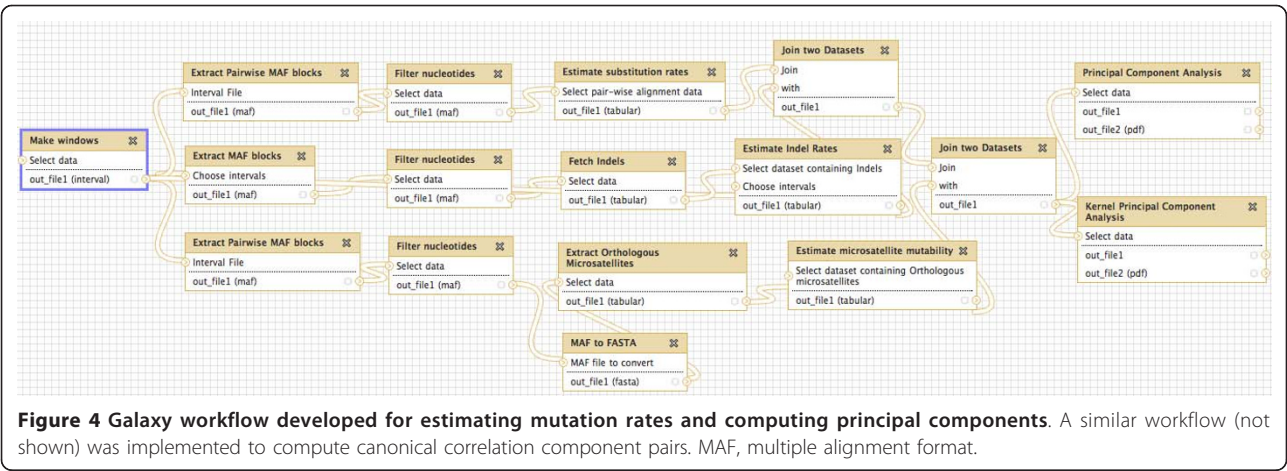 Make windows
Select data
out_file1 (interval)
Extract Pairwise MAF blocks
Interval File
out_file1 (maf)
Filter nucleotides
Select data
out_file1 (maf)
Estimate substitution rates
Select pair-wise alignment data
out_file1 (tabular)
Join two Datasets
Join
with
out_file1
Extract MAF blocks
Choose intervals
out_file1 (maf)
Filter nucleotides
Select data
out_file1 (maf)
Fetch Indels
Select data
out_file1 (tabular)
Estimate Indel Rates
Select dataset containing Indels
Choose intervals
out_file1 (tabular)
Join two Datasets
Join
with
out_file1
Principal Component Analysis
Select data
out_file1
out_file2 (pdf)
Kernel Principal Component
Analysis
Select data
out_file1
out_file2 (pdf)
Extract Pairwise MAF blocks
Interval File
out_file1 (maf)
Filter nucleotides
Select data
out_file1 (maf)
Extract Orthologous
Microsatellites
Select data
out_file1 (tabular)
Estimate microsatellite mutability
Select dataset containing Orthologous
microsatellites
out_file1 (tabular)
MAF to FASTA
MAF file to convert
out_file1 (fasta)
Figure 4 Galaxy workflow developed for estimating mutation rates and computing principal components. A similar workflow (not
shown) was implemented to compute canonical correlation component pairs. MAF, multiple alignment format.